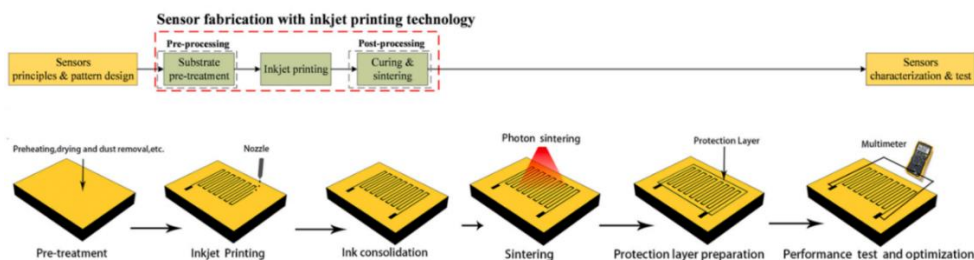 Sensor fabrication with inkjet printing technology
Pre-processing
Post-processing
Sensors
principles & pattern design
Substrate
pre-treatment
Inkjet printing
Curing &
sintering
Sensors
characterization & test
Preheating,drying and dust removal,etc.
Nozzle
Photon sintering
Protection Layer
Multimeter
Pre-treatment
Inkjet Printing
Ink consolidation
Sintering
Protection layer preparation
Performance test and optimization